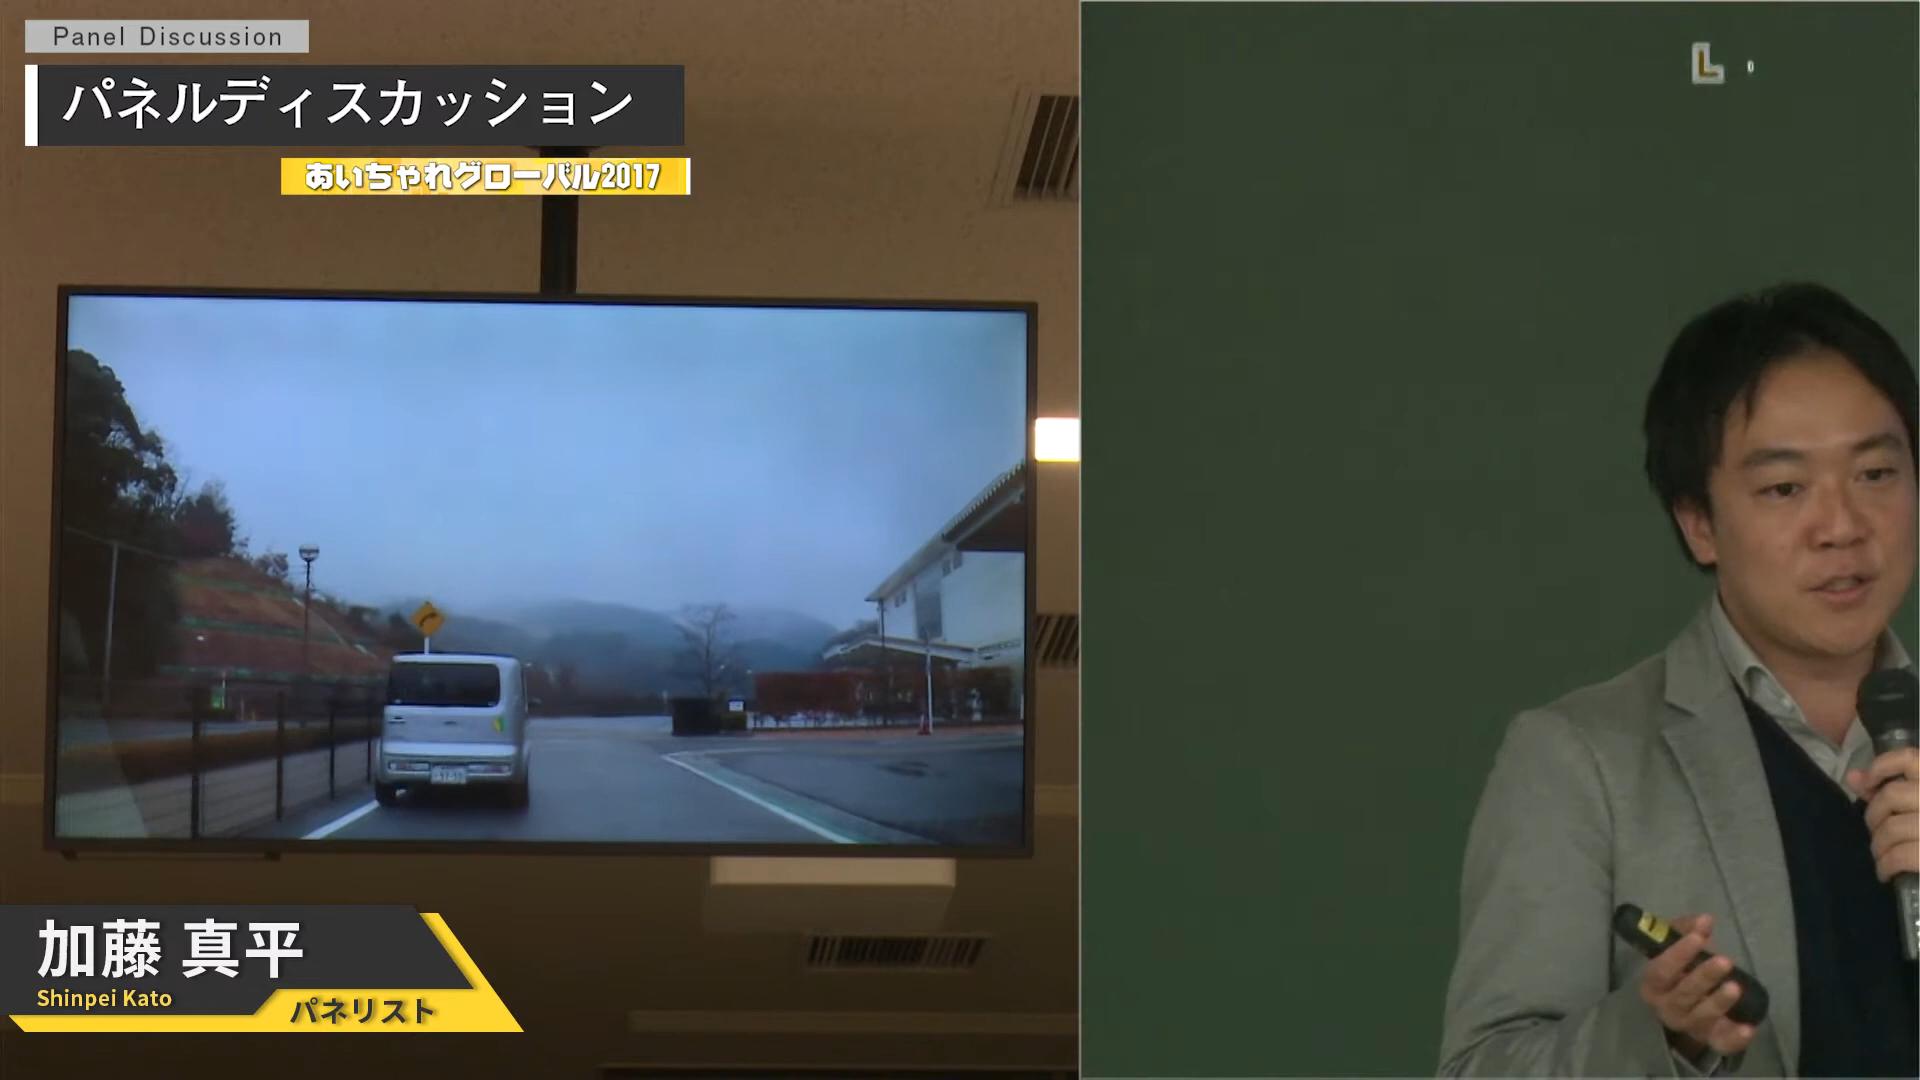 Panel Discussion
パネルディスカッション
あいちゃれグローバル2017
L
加藤 真平
Shinpei Kato
パネリスト